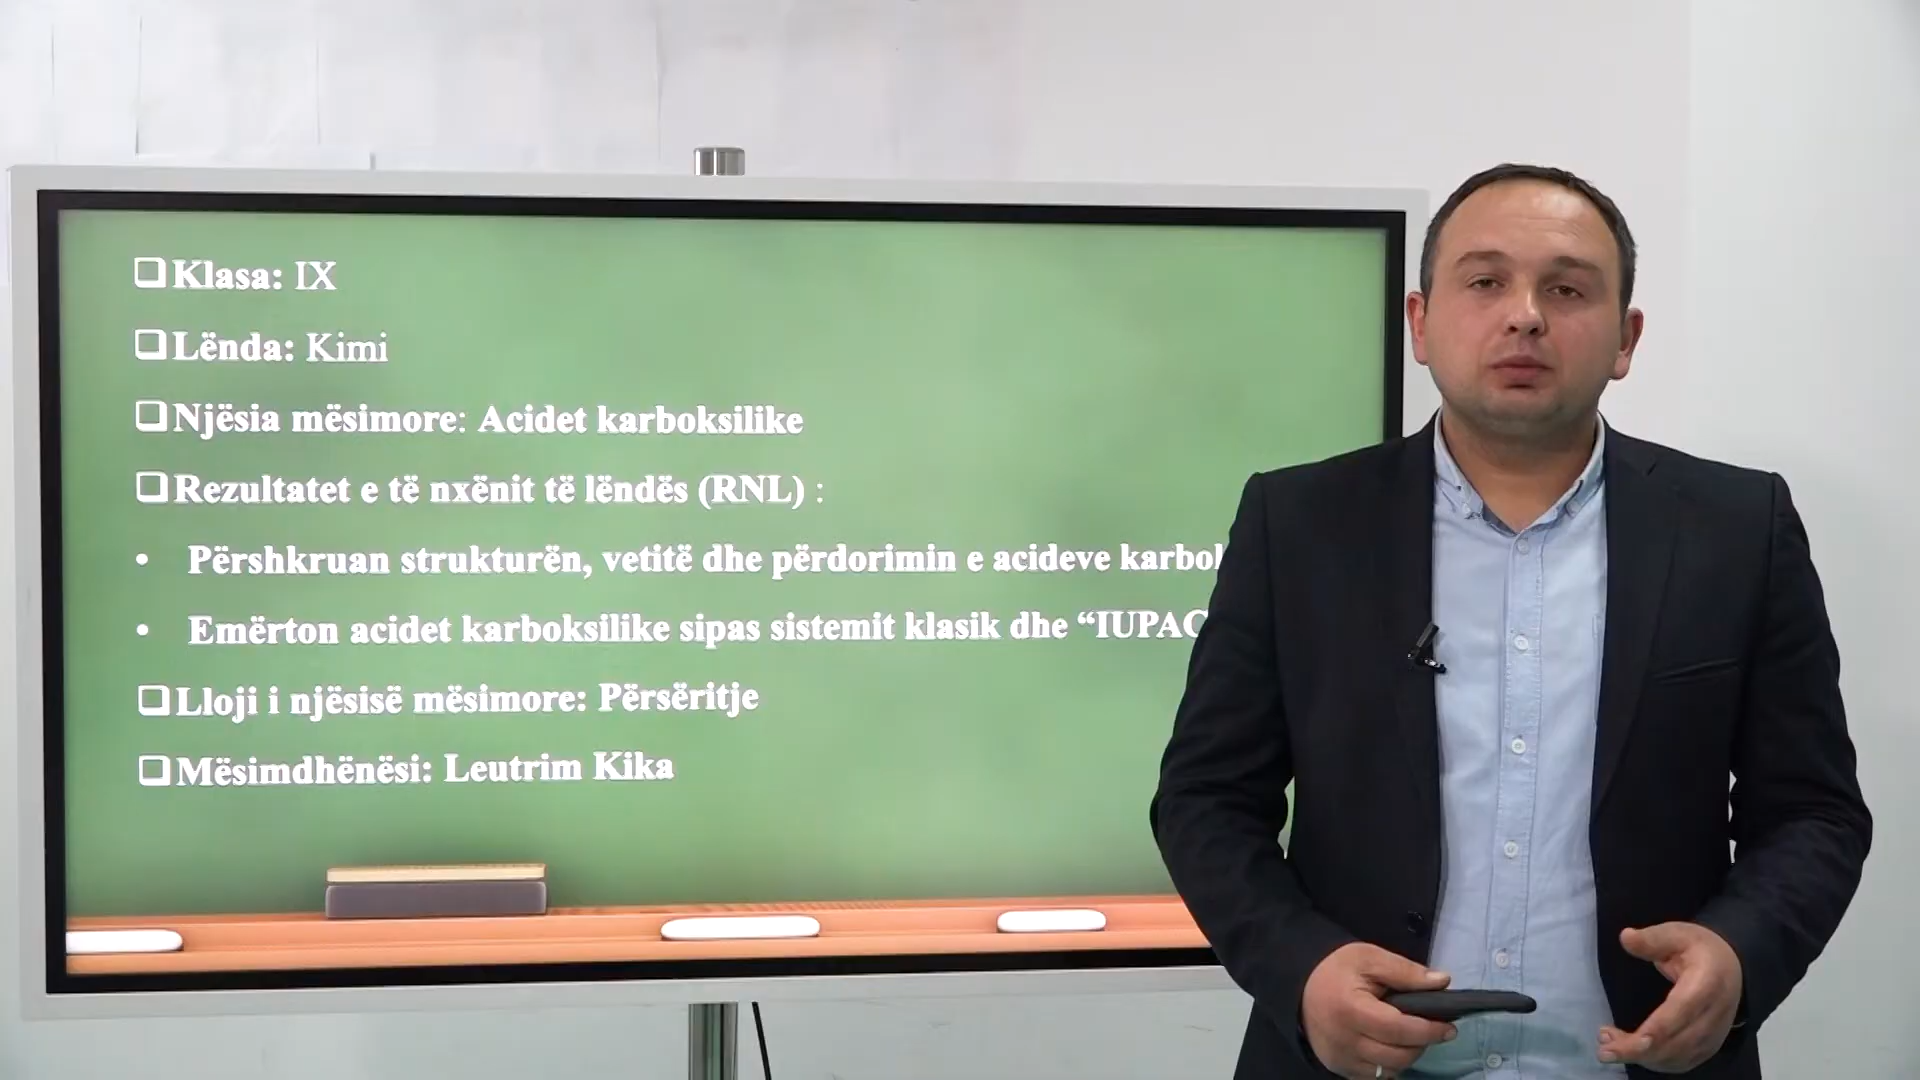 Klasa: IX
Lënda: Kimi
Njësia mësimore: Acidet karboksilike
Rezultatet e të nxënit të lëndës (RNL) :
• Përshkruan strukturën, vetitë dhe përdorimin e acideve
• Emërton acidet karboksilike sipas sistemit klasik dhe “IUPAC
Lloji i njësisë mësimore: Përsëritje
Mësimdhënësi: Leutrim Kika